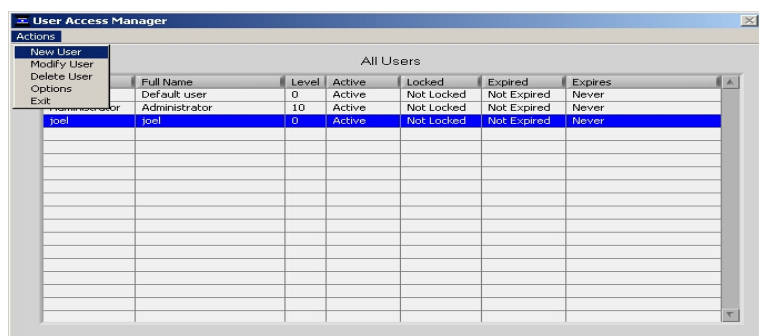 User Access Manager
Actions
New User
Modify User
Delete User
Options
Exit
All Users
Full Name Level Active Locked Expired Expires
Default user 0 Active Not Locked Not Expired Never
Administrator Administrator 10 Active Not Locked Not Expired Never
joel joel 0 Active Not Locked Not Expired Never